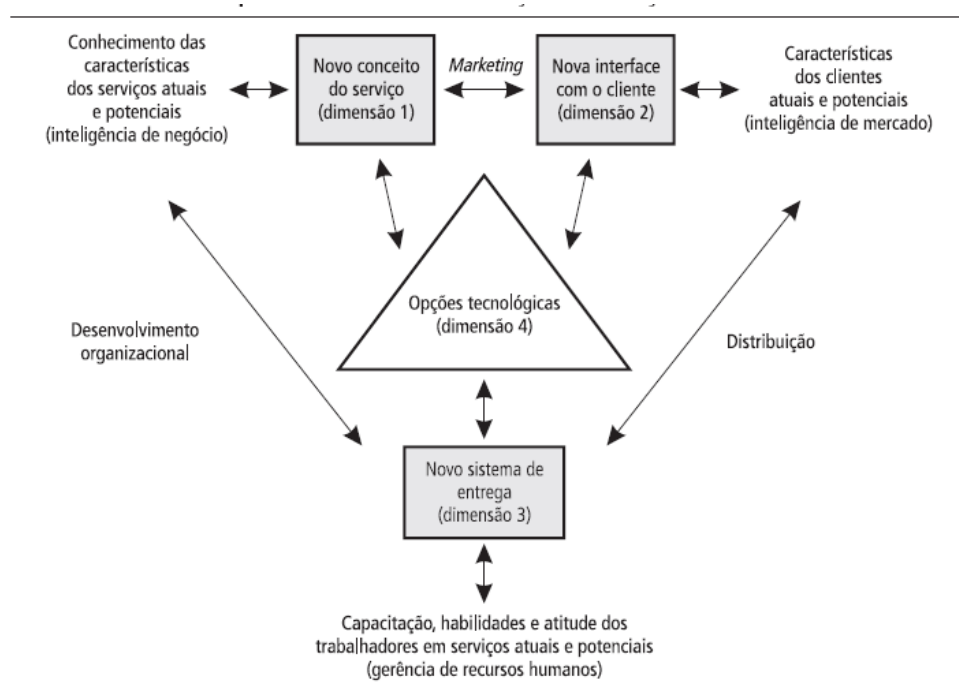 Conhecimento das
características
dos serviços atuais
e potenciais
(inteligência de negócio)
Novo conceito
do serviço
(dimensão 1)
Marketing
Nova interface
com o cliente
(dimensão 2)
Características
dos clientes
atuais e potenciais
(inteligência de mercado)
Opções tecnológicas
(dimensão 4)
Desenvolvimento
organizacional
Distribuição
Novo sistema de
entrega
(dimensão 3)
Capacitação, habilidades e atitude dos
trabalhadores em serviços atuais e potenciais
(gerência de recursos humanos)